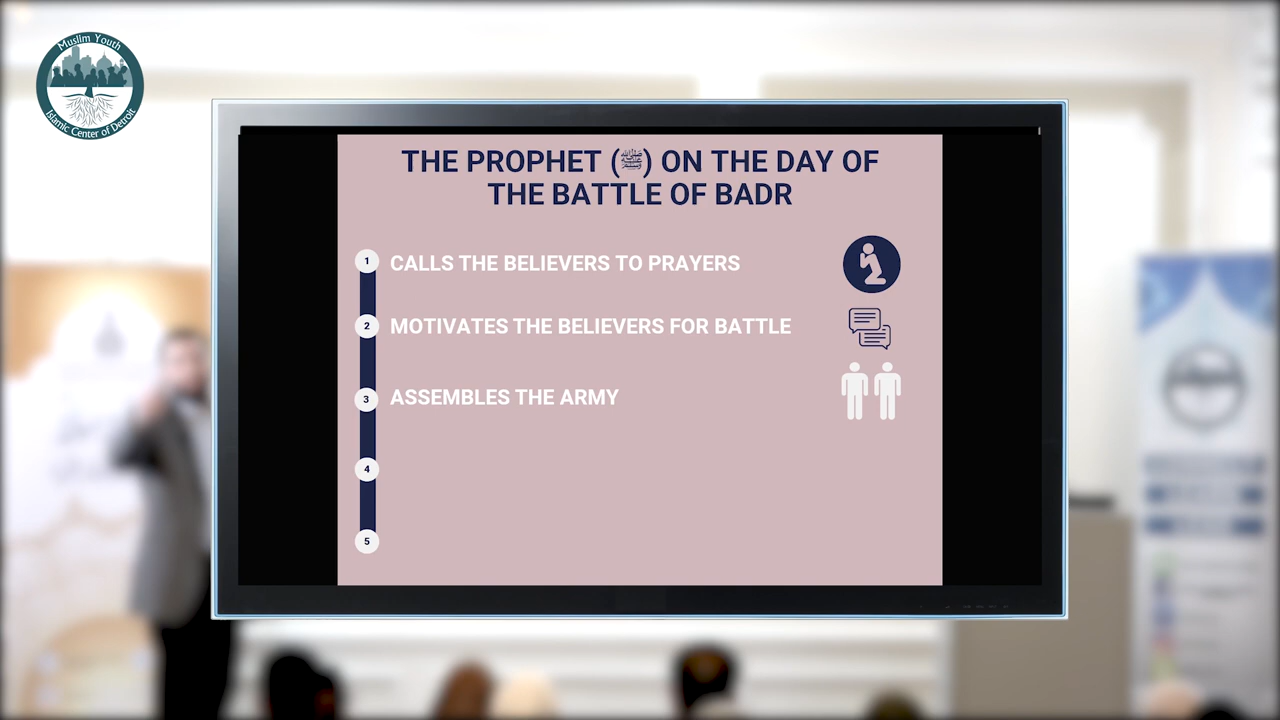 Muslim Youth
Islamic Center of Detroit
THE PROPHET (ﷺ) ON THE DAY OF
THE BATTLE OF BADR
1 CALLS THE BELIEVERS TO PRAYERS
2 MOTIVATES THE BELIEVERS FOR BATTLE
3 ASSEMBLES THE ARMY
4
5